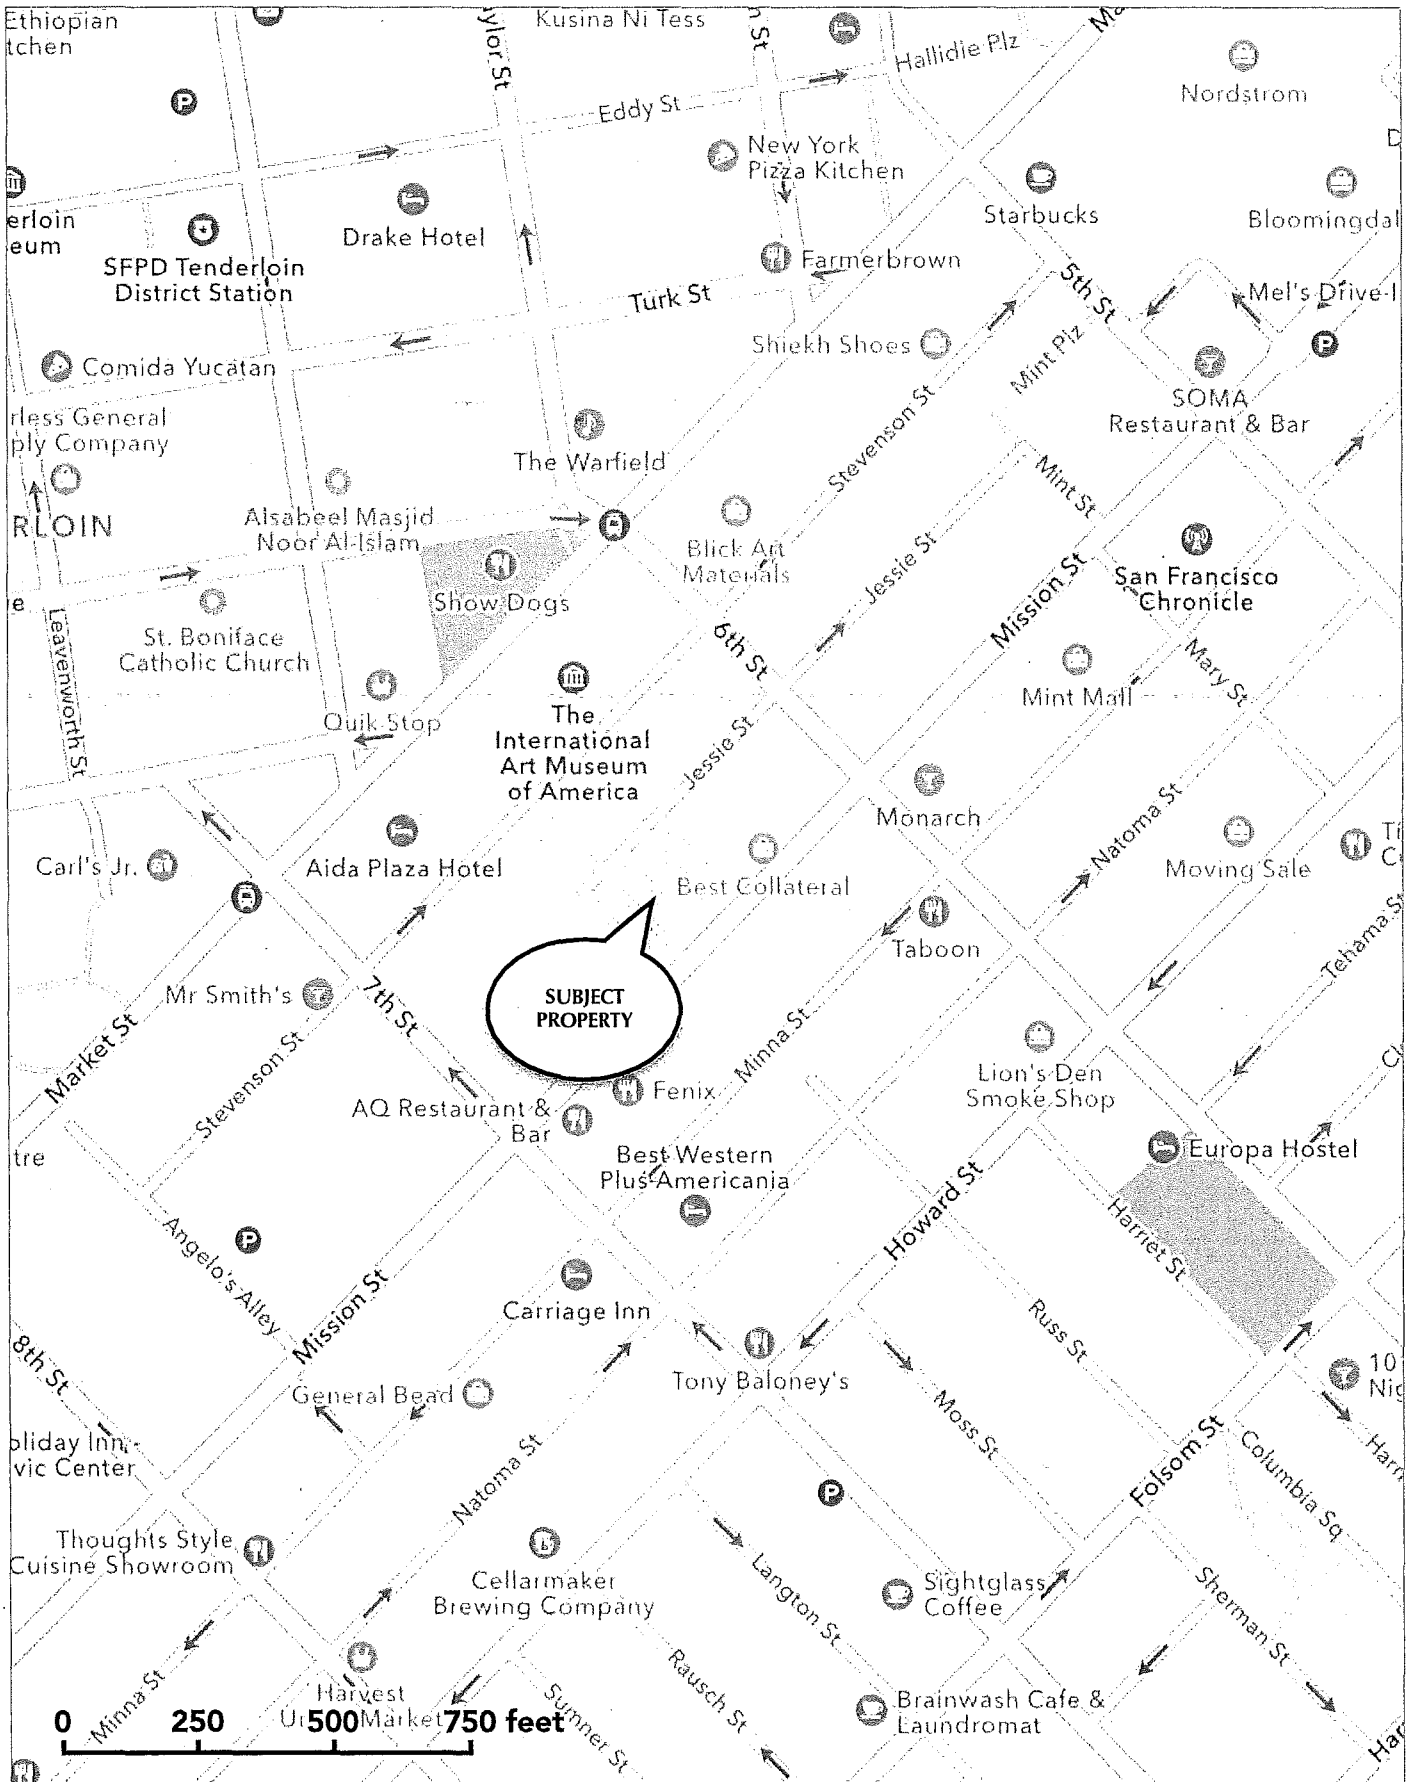 Ethiopian
tchen
ylor St
Kusina Ni Tess
n St
Hallidie Plz
Nordstrom
P
Eddy St
New York
Pizza Kitchen
D
erloin
eum
Drake Hotel
SFPD Tenderloin
District Station
Starbucks
Bloomingdal
Farmerbrown
Turk St
5th St
Mel's Drive-I
Comida Yucatan
Shiekh Shoes
Mint Plz
P
SOMA
Restaurant & Bar
rless General
ply Company
The Warfield
Stevenson St
Mint St
RLOIN
Alsabeel Masjid
Noor Al-Islam
Blick Art
Materials
Jessie St
Mission St
San Francisco
Chronicle
e
Show Dogs
Leavenworth St
St. Boniface
Catholic Church
6th St
Mary St
Quik Stop
The
International
Art Museum
of America
Jessie St
Mint Mall
Monarch
Natoma St
Carl's Jr.
Aida Plaza Hotel
Best Collateral
Moving Sale
Taboon
Tehama St
Mr Smith's
7th St
SUBJECT
PROPERTY
Market St
Stevenson St
Minna St
Lion's Den
Smoke Shop
AQ Restaurant &
Bar
Fenix
tre
Best Western
Plus Americania
Europa Hostel
Angelo's Alley
P
Howard St
Harriet St
Mission St
Carriage Inn
Russ St
8th St
General Bead
Tony Baloney's
10
Nig
Moss St
oliday Inn-
vic Center
Natoma St
Folsom St
Columbia Sq
Harr
P
Thoughts Style
Cuisine Showroom
Cellarmaker
Brewing Company
Langton St
Sightglass
Coffee
Sherman St
Minna St
Harvest
Market
Sumner St
Rausch St
Brainwash Cafe &
Laundromat
Har
0 250 500 750 feet